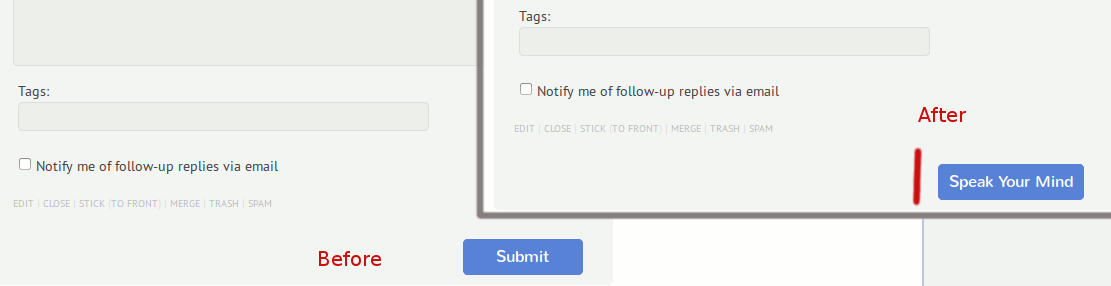 Tags:
Notify me of follow-up replies via email
EDIT | CLOSE | STICK (TO FRONT) | MERGE | TRASH | SPAM
Before
Submit
Tags:
Notify me of follow-up replies via email
After
EDIT | CLOSE | STICK (TO FRONT) | MERGE | TRASH | SPAM
Speak Your Mind